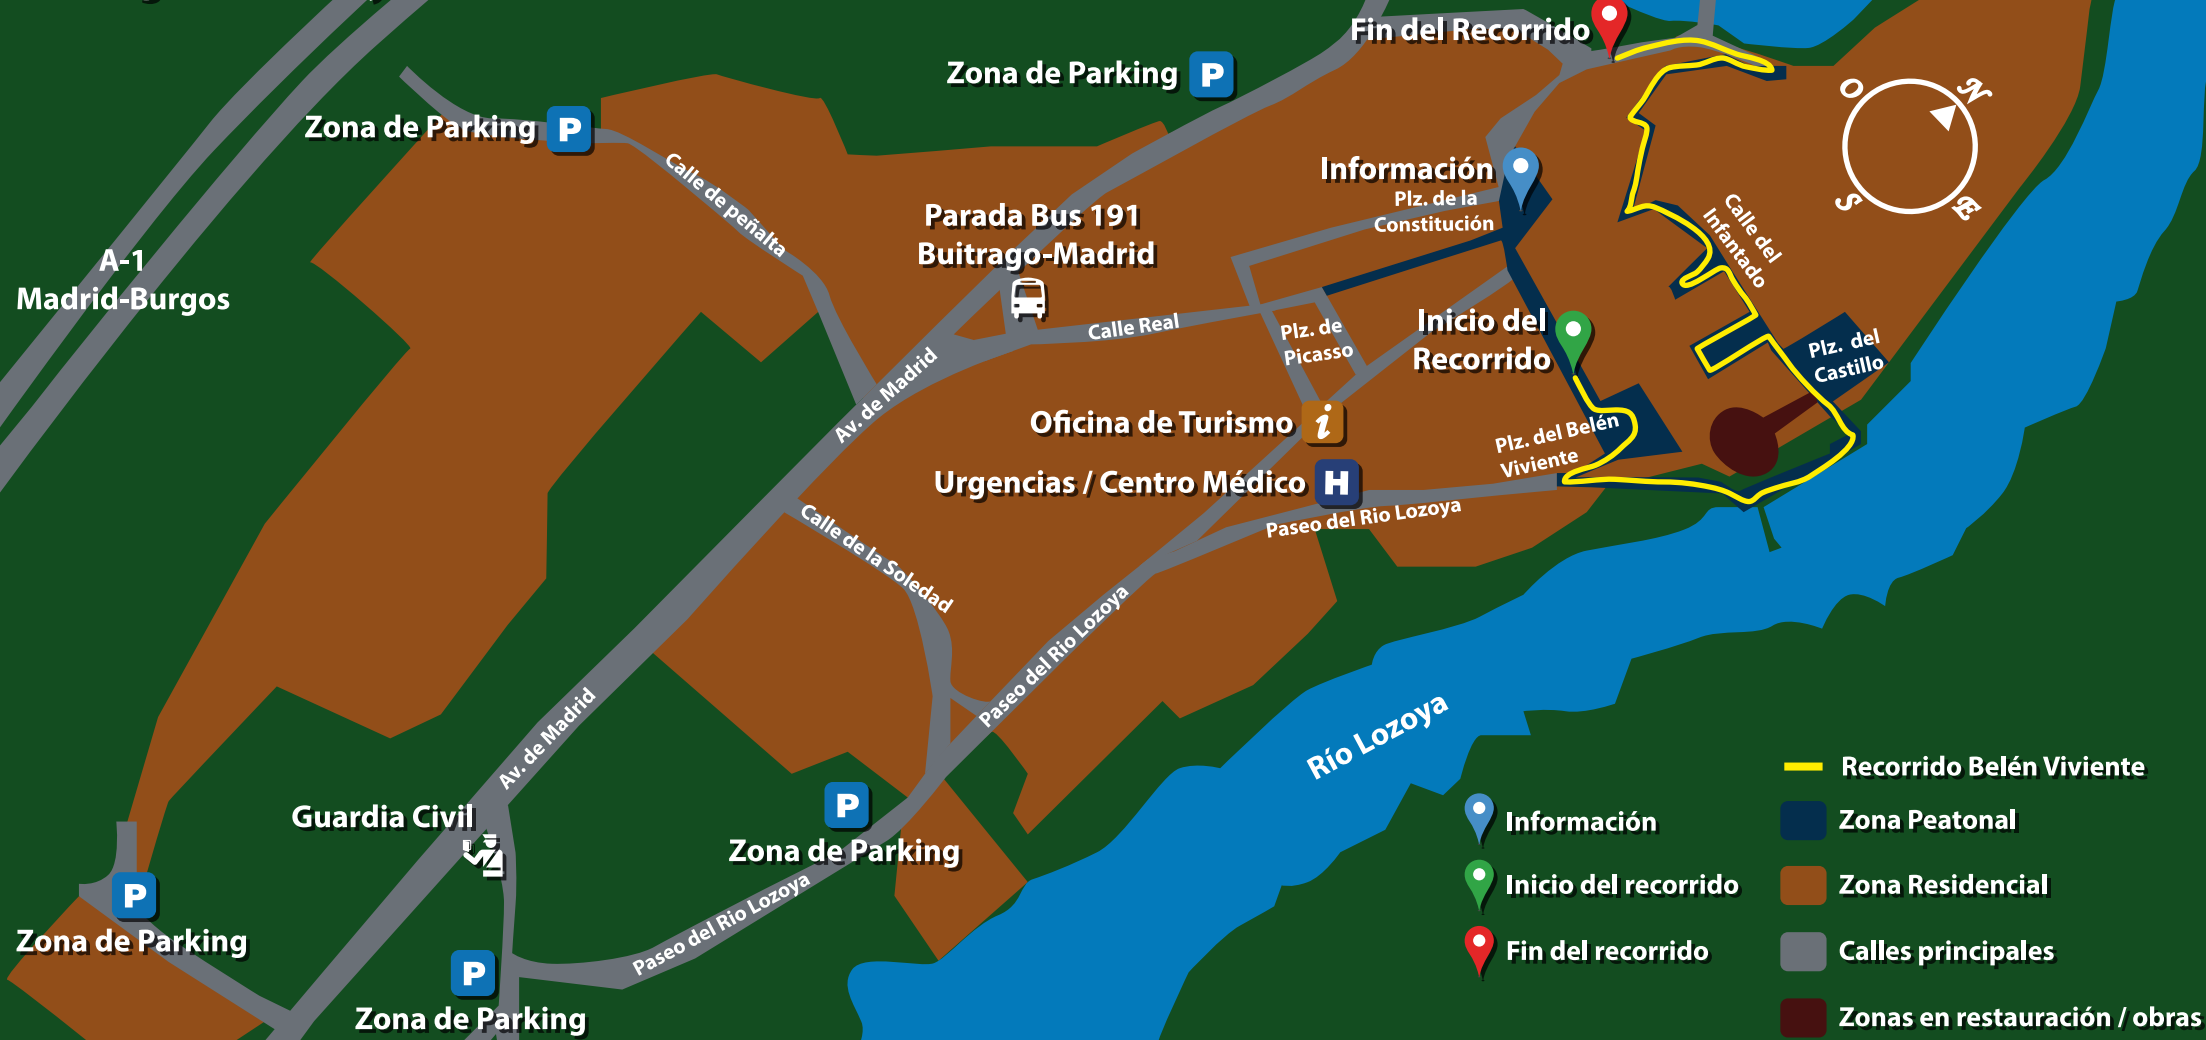 Fin del Recorrido
Zona de Parking
P
Zona de Parking
P
Calle de peñalta
Información
Plz. de la
Constitución
Parada Bus 191
Buitrago-Madrid
O
N
S
E
Calle del
Infantado
A-1
Madrid-Burgos
Calle Real
Plz. de
Picasso
Inicio del
Recorrido
Plz. del
Castillo
Av. de Madrid
Oficina de Turismo
i
Plz. del Belén
Viviente
Urgencias / Centro Médico
H
Paseo del Rio Lozoya
Calle de la Soledad
Paseo del Rio Lozoya
Av. de Madrid
Río Lozoya
Guardia Civil
P
Zona de Parking
Paseo del Rio Lozoya
P
Zona de Parking
P
Zona de Parking
Recorrido Belén Viviente
Información
Zona Peatonal
Inicio del recorrido
Zona Residencial
Fin del recorrido
Calles principales
Zonas en restauración / obras